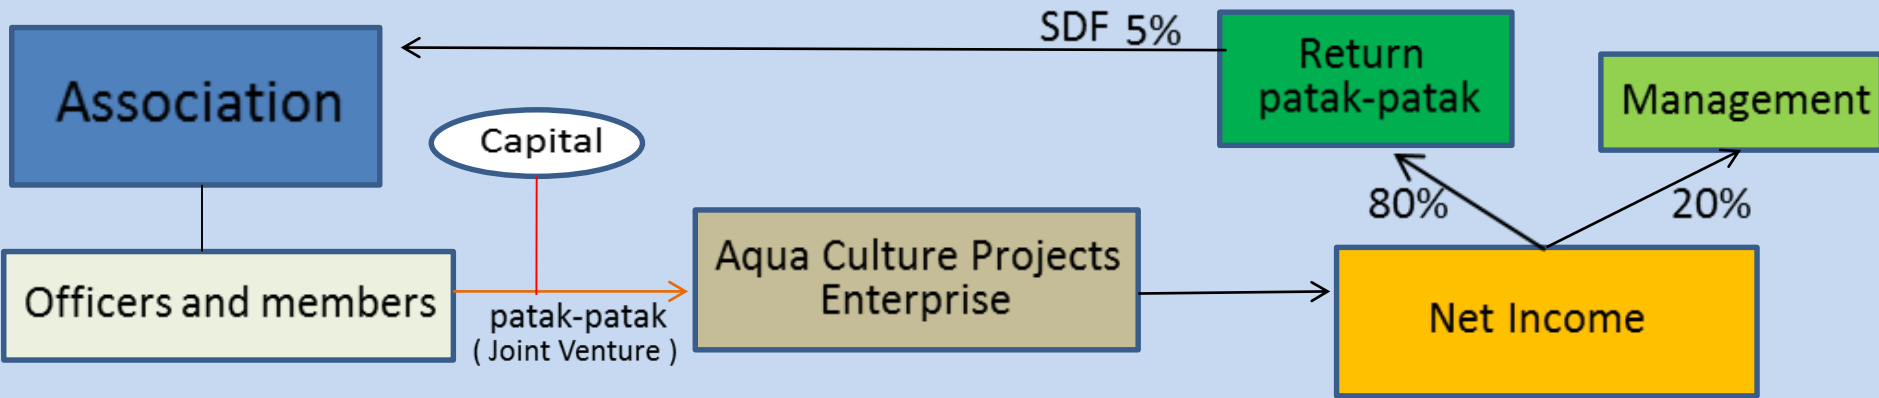 SDF 5%
Return
patak-patak
Association
Management
Capital
80%
20%
Aqua Culture Projects
Enterprise
Officers and members
patak-patak
( Joint Venture )
Net Income